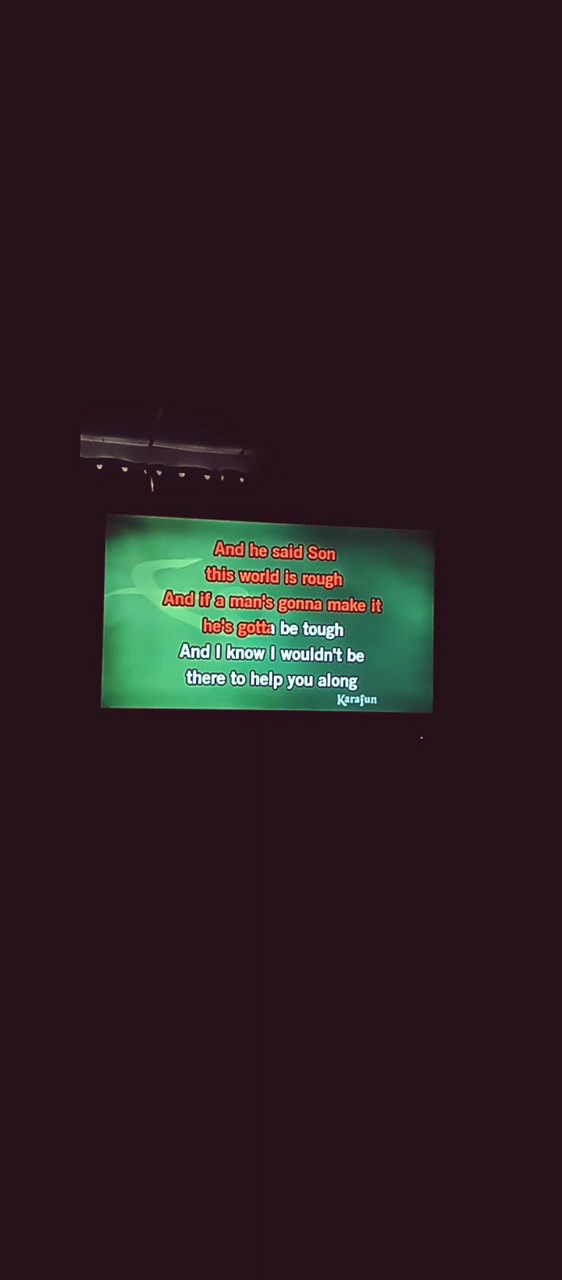 And he said Son
this world is rough
And if a man's gonna make it
he's gotta be tough
And I know I wouldn't be
there to help you along
Karafun